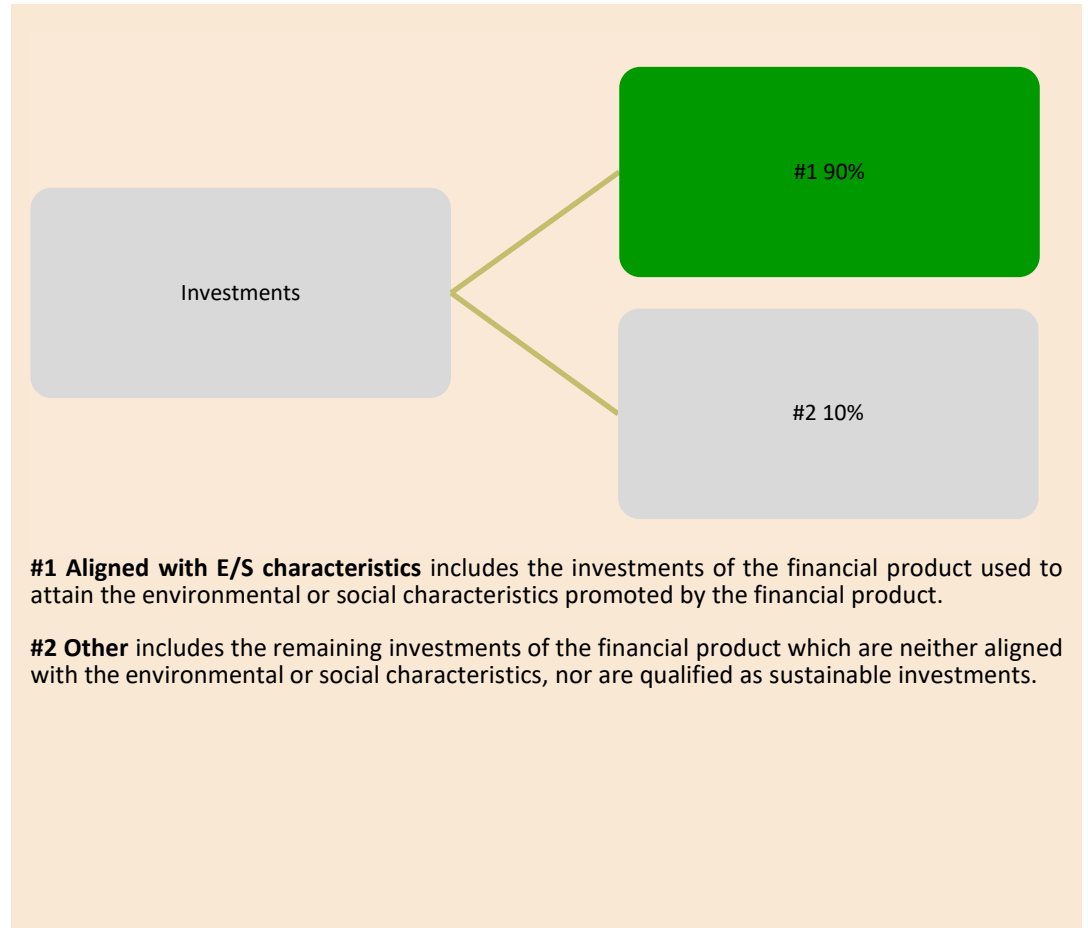 #1 90%
Investments
#2 10%
#1 Aligned with E/S characteristics includes the investments of the financial product used to
attain the environmental or social characteristics promoted by the financial product.
#2 Other includes the remaining investments of the financial product which are neither aligned
with the environmental or social characteristics, nor are qualified as sustainable investments.